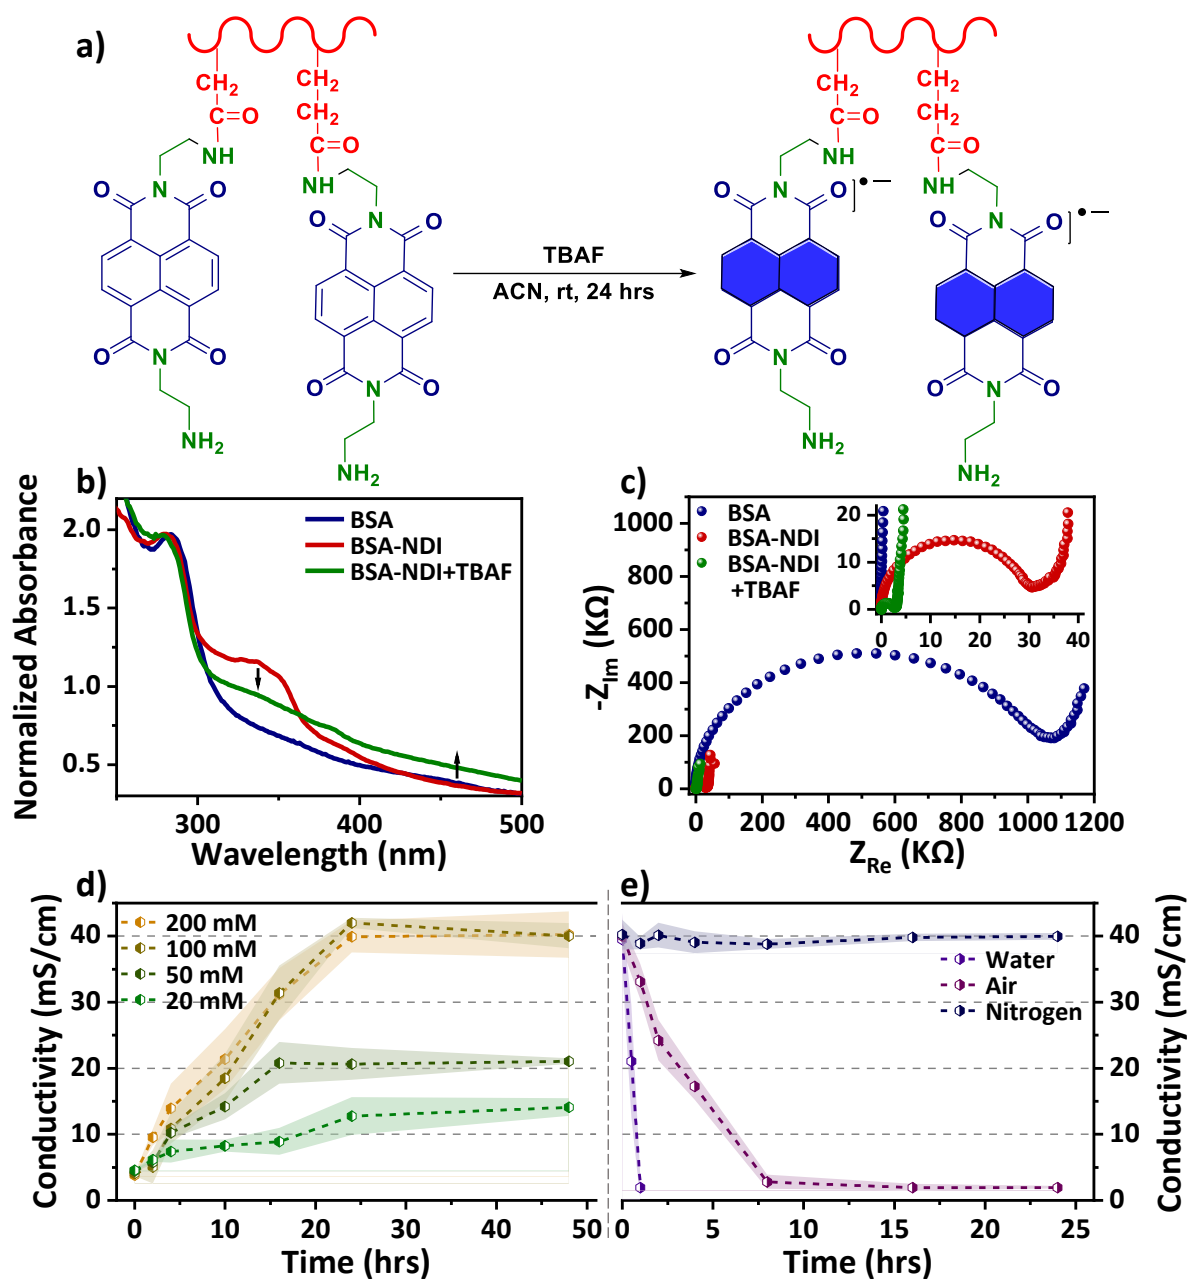 a)
CH2
CH2
C=O
CH2
NH
C=O
NH
O
N
O
O
N
O
O
N
O
O
N
O
NH2
NH2
TBAF
ACN, rt, 24 hrs
CH2
CH2
C=O
CH2
NH
C=O
NH
O
N
O
•—
O
N
O
•—
O
N
O
O
N
O
NH2
NH2
b)
BSA
BSA-NDI
BSA-NDI+TBAF
Normalized Absorbance
2.0
1.5
1.0
0.5
300
400
500
Wavelength (nm)
c)
BSA
BSA-NDI
BSA-NDI
+TBAF
-ZIm (KΩ)
1000
800
600
400
200
0
0 200 400 600 800 1000 1200
ZRe (KΩ)
20
10
0
0 10 20 30 40
d)
200 mM
100 mM
50 mM
20 mM
Conductivity (mS/cm)
40
30
20
10
0
0 10 20 30 40 50
Time (hrs)
e)
Water
Air
Nitrogen
40
30
20
10
0
Conductivity (mS/cm)
0 5 10 15 20 25
Time (hrs)